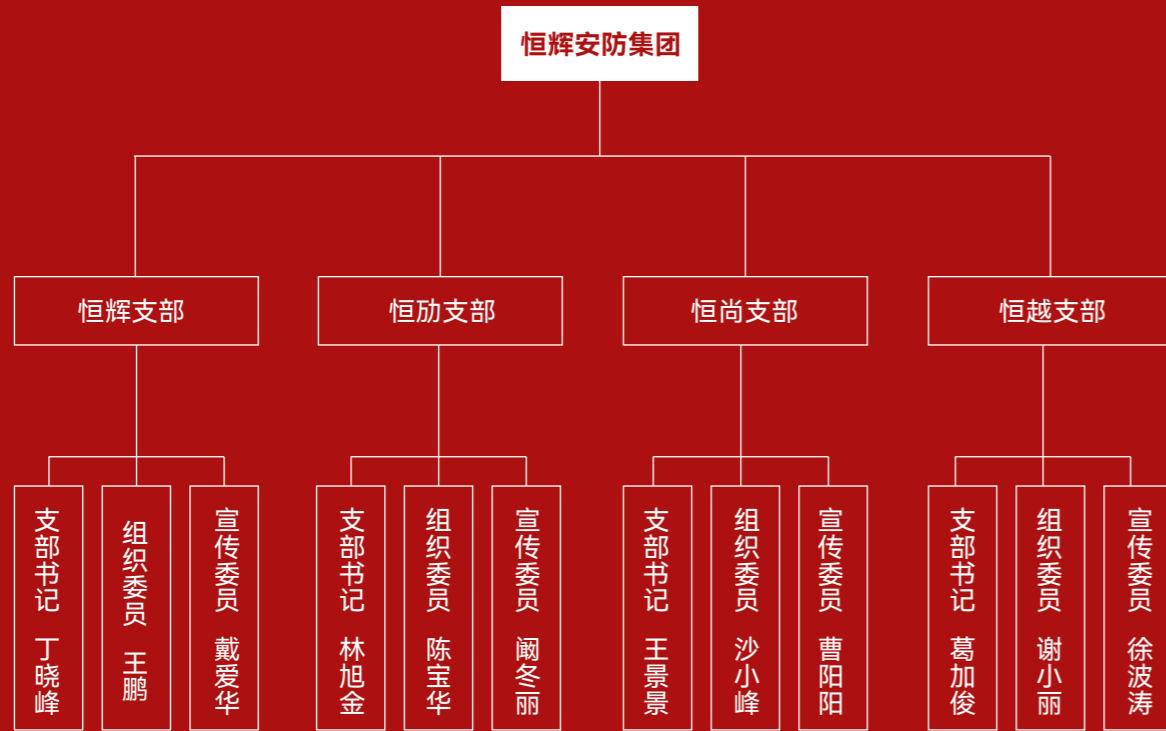 恒辉安防集团
恒辉支部
恒劢支部
恒尚支部
恒越支部
支部书记 丁晓峰
组织委员 王鹏
宣传委员 戴爱华
支部书记 林旭金
组织委员 陈宝华
宣传委员 阚冬丽
支部书记 王景景
组织委员 沙小峰
宣传委员 曹阳阳
支部书记 葛加俊
组织委员 谢小丽
宣传委员 徐波涛